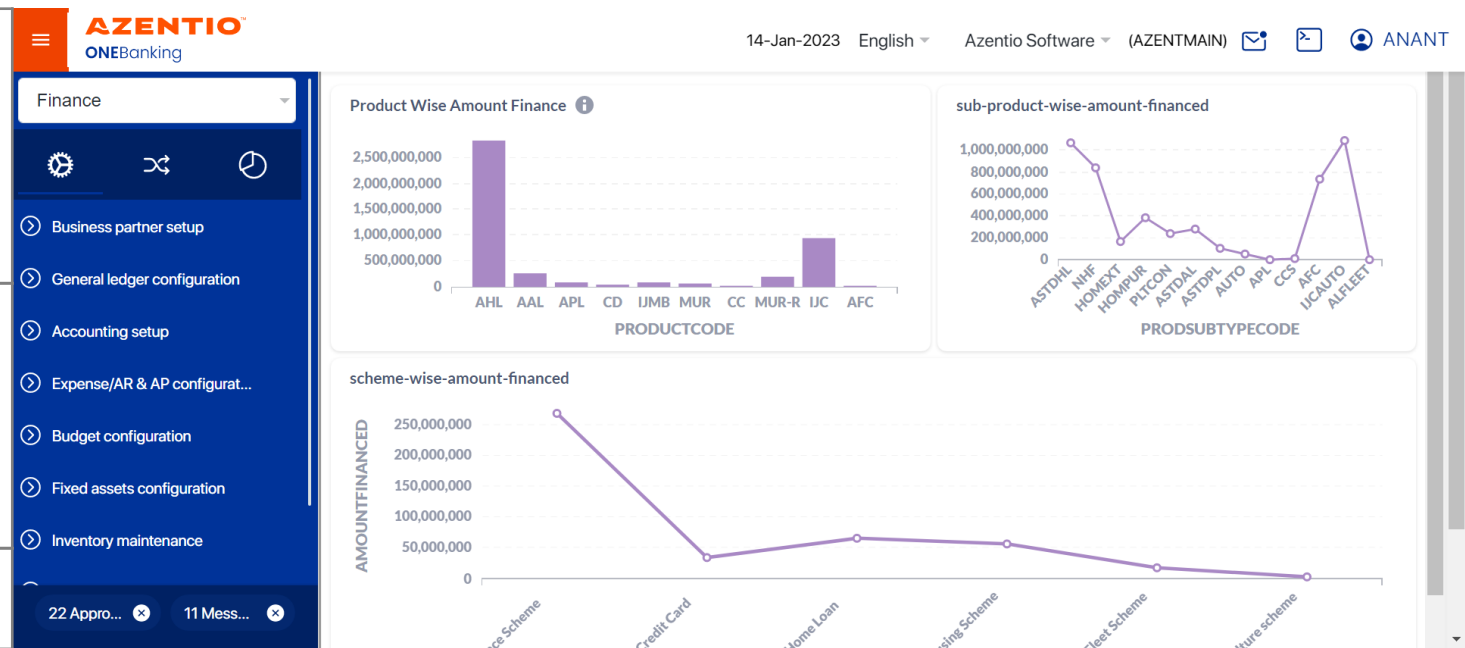 AZENTIO
ONEBanking
14-Jan-2023 English Azentio Software (AZENTMAIN) ANANT
Finance
Business partner setup
General ledger configuration
Accounting setup
Expense/AR & AP configurat...
Budget configuration
Fixed assets configuration
Inventory maintenance
22 Appro... 11 Mess...
Product Wise Amount Finance
2,500,000,000
2,000,000,000
1,500,000,000
1,000,000,000
500,000,000
0
AHL AAL APL CD IJMB MUR CC MUR-R IJC AFC
PRODUCTCODE
sub-product-wise-amount-financed
1,000,000,000
800,000,000
600,000,000
400,000,000
200,000,000
0
ASTDHL NHF HOMEXT HOMPUR PLTCON ASTDAL ASTDPL AUTO APL CCS AFC IJCAUTO ALFLEET
PRODSUBTYPECODE
scheme-wise-amount-financed
AMOUNTFINANCED
250,000,000
200,000,000
150,000,000
100,000,000
50,000,000
0
ce Scheme Credit Card Home Loan using Scheme Fleet Scheme lture scheme